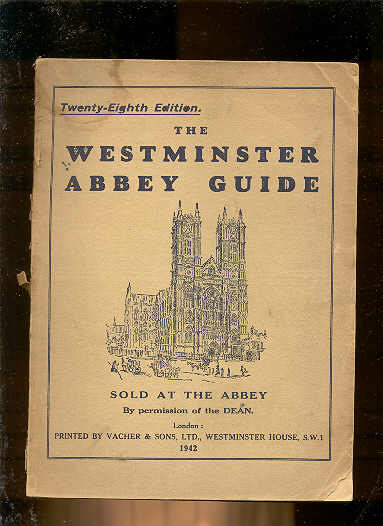 Twenty-Eighth Edition.
THE
WESTMINSTER
ABBEY GUIDE
SOLD AT THE ABBEY
By permission of the DEAN.
London:
PRINTED BY VACHER & SONS, LTD., WESTMINSTER HOUSE, S.W.1
1942